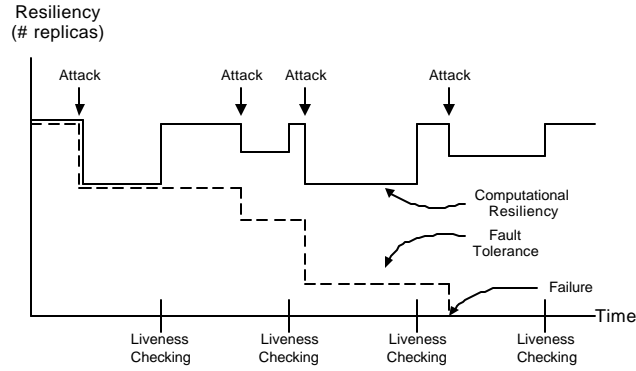 Resiliency
(# replicas)
Attack
Attack
Attack
Attack
Computational
Resiliency
Fault
Tolerance
Failure
Time
Liveness
Checking
Liveness
Checking
Liveness
Checking
Liveness
Checking